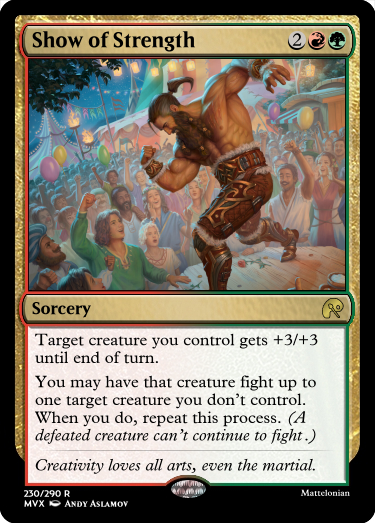 Show of Strength 2
Sorcery
Target creature you control gets +3/+3
until end of turn.
You may have that creature fight up to
one target creature you don't control.
When you do, repeat this process. (A
defeated creature can't continue to fight.)
Creativity loves all arts, even the martial.
230/290 R
Mattelonian
MVX Andy Aslamov